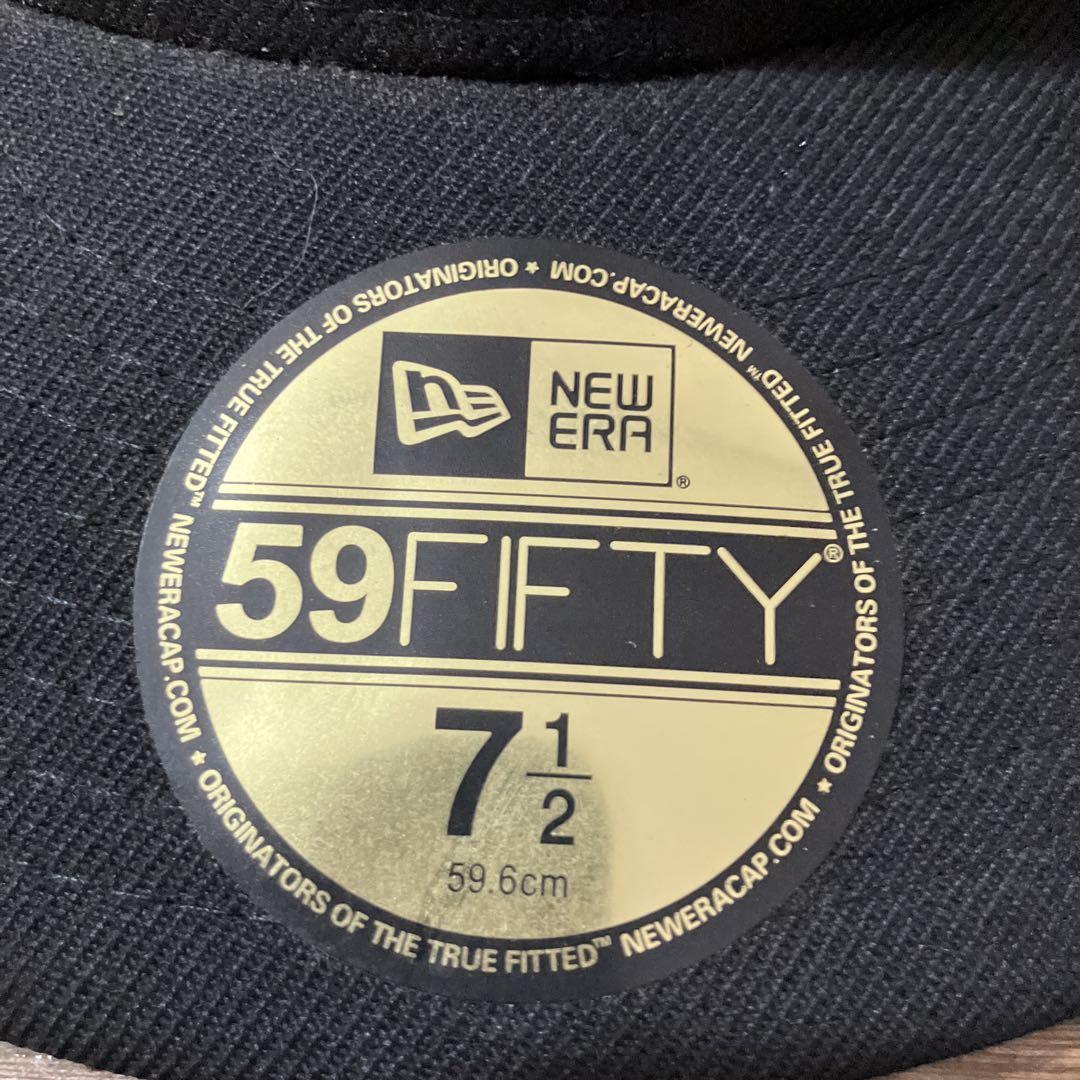 NEW
ERA
®
59FIFTY®
7 1/2
59.6cm
ORIGINATORS OF THE TRUE FITTED™ NEWERACAP.COM ★ ORIGINATORS OF THE TRUE FITTED™ NEWERACAP.COM ★ ORIGINATORS OF THE TRUE FITTED™ NEWERACAP.COM ★